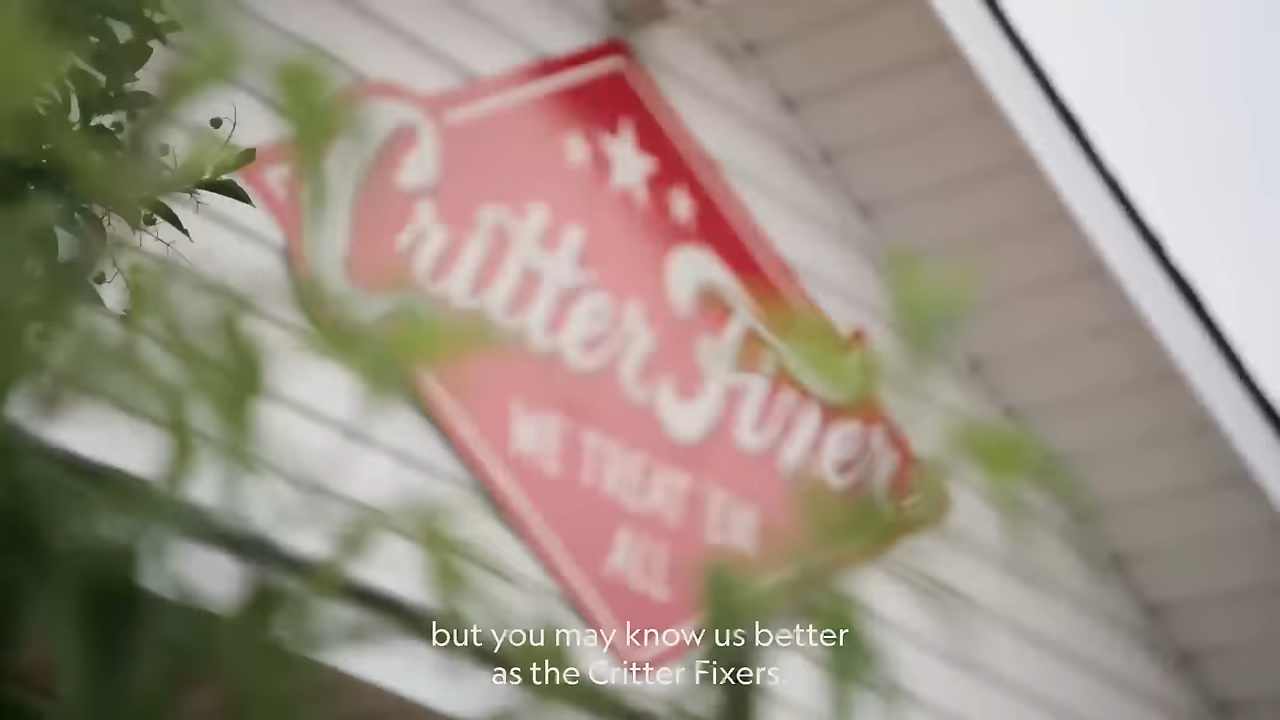 Critter Fixer
WE TREAT 'EM
ALL
but you may know us better
as the Critter Fixers.